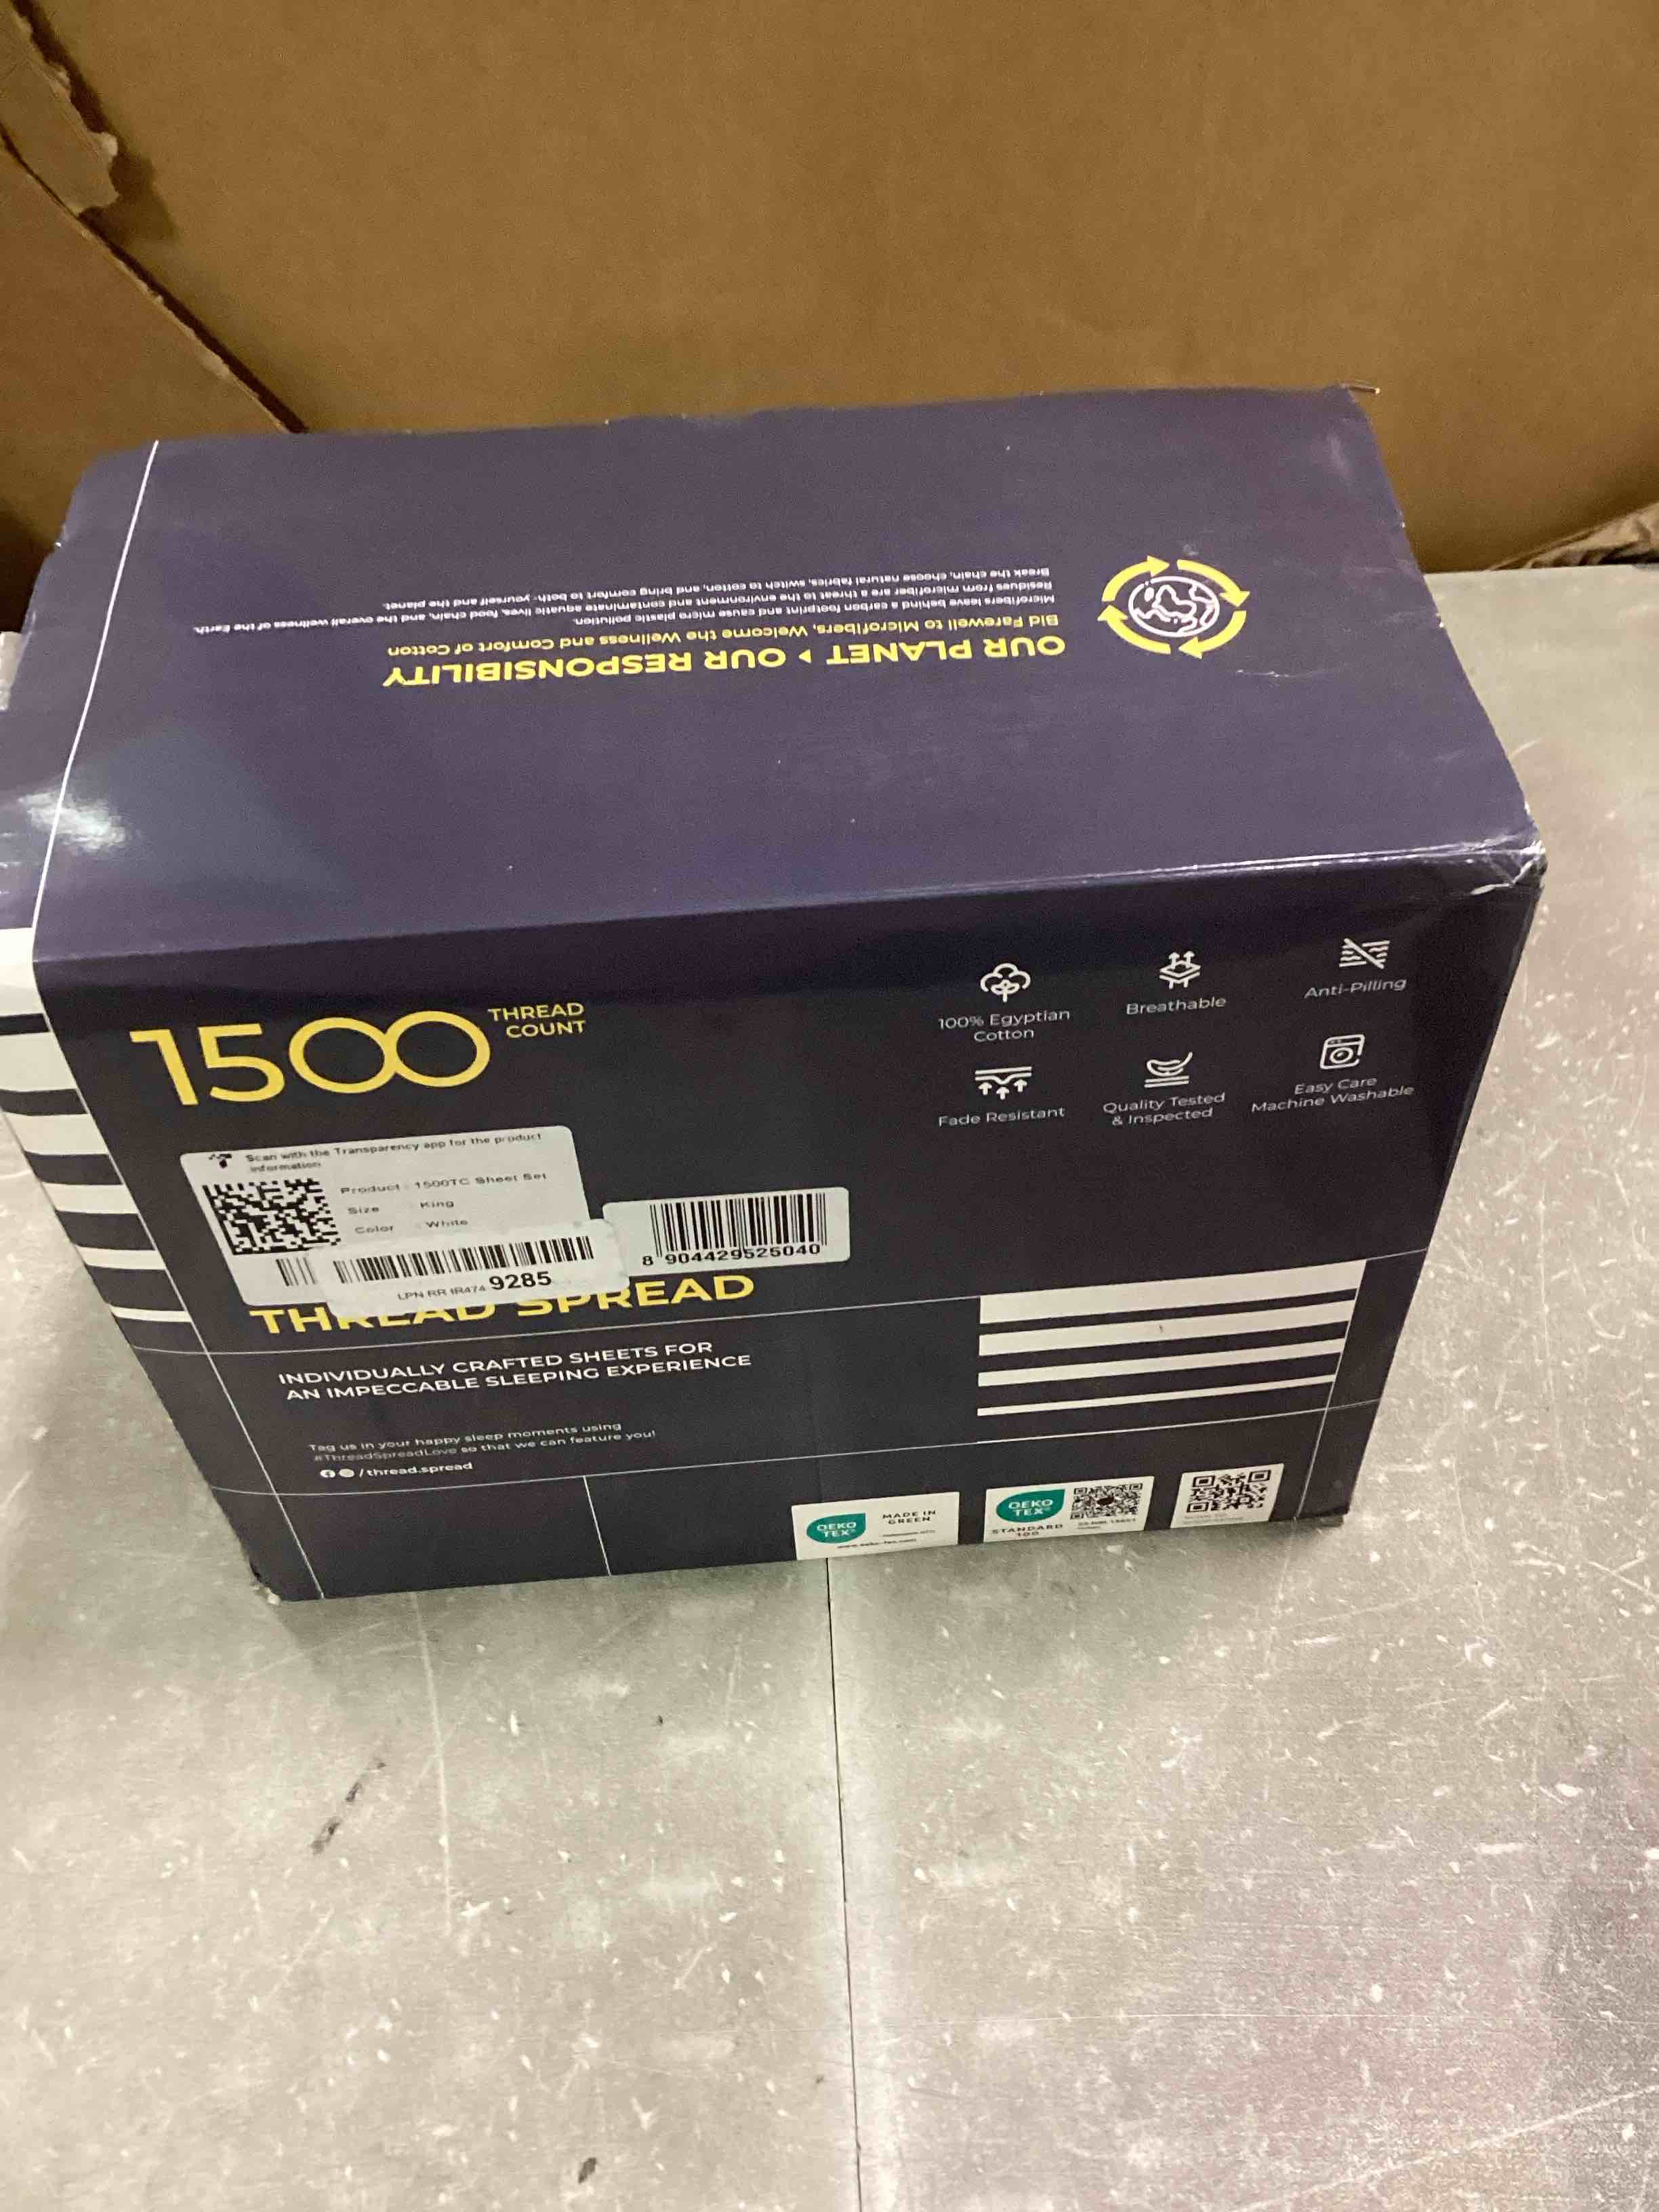 OUR PLANET > OUR RESPONSIBILITY
Bid Farewell to Microfibers, Welcome the Wellness and Comfort of Cotton
Microfibers leave behind a carbon footprint and cause micro plastic pollution.
Residues from microfiber are a threat to the environment and contaminate aquatic lives, food chain, and the overall wellness of the Earth.
Break the chain, choose natural fabrics, switch to cotton, and bring comfort to both- yourself and the planet.
1500 THREAD
COUNT
100% Egyptian
Cotton
Breathable
Anti-Pilling
Fade Resistant
Quality Tested
& Inspected
Easy Care
Machine Washable
Scan with the Transparency app for the product
information
Product : 1500TC Sheet Set
Size : King
Color : White
LPN RR IR474 9285
8 904429525040
THREAD SPREAD
INDIVIDUALLY CRAFTED SHEETS FOR
AN IMPECCABLE SLEEPING EXPERIENCE
Tag us in your happy sleep moments using
#ThreadSpreadLove so that we can feature you!
/thread.spread
OEKO
TEX®
MADE IN
GREEN
www.oeko-tex.com
OEKO
TEX®
STANDARD
100